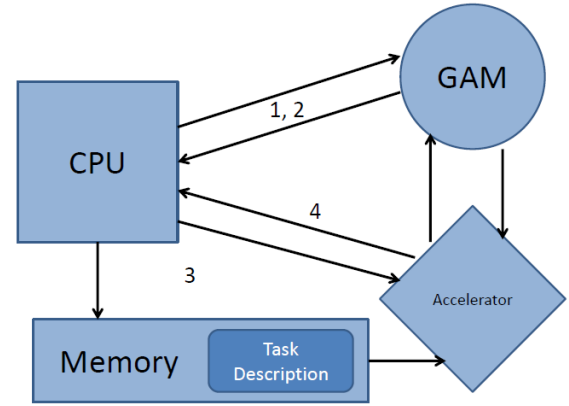 GAM
1, 2
CPU
4
3
Accelerator
Memory
Task
Description